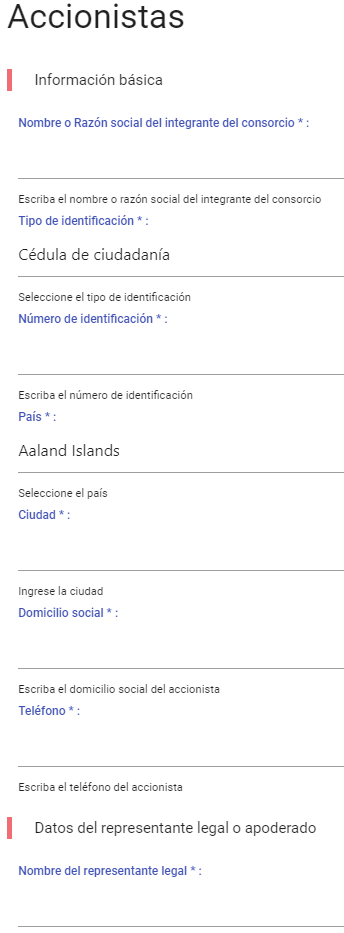 Accionistas
Información básica
Nombre o Razón social del integrante del consorcio * :
Escriba el nombre o razón social del integrante del consorcio
Tipo de identificación * :
Cédula de ciudadanía
Seleccione el tipo de identificación
Número de identificación * :
Escriba el número de identificación
País * :
Aaland Islands
Seleccione el país
Ciudad * :
Ingrese la ciudad
Domicilio social * :
Escriba el domicilio social del accionista
Teléfono * :
Escriba el teléfono del accionista
Datos del representante legal o apoderado
Nombre del representante legal * :